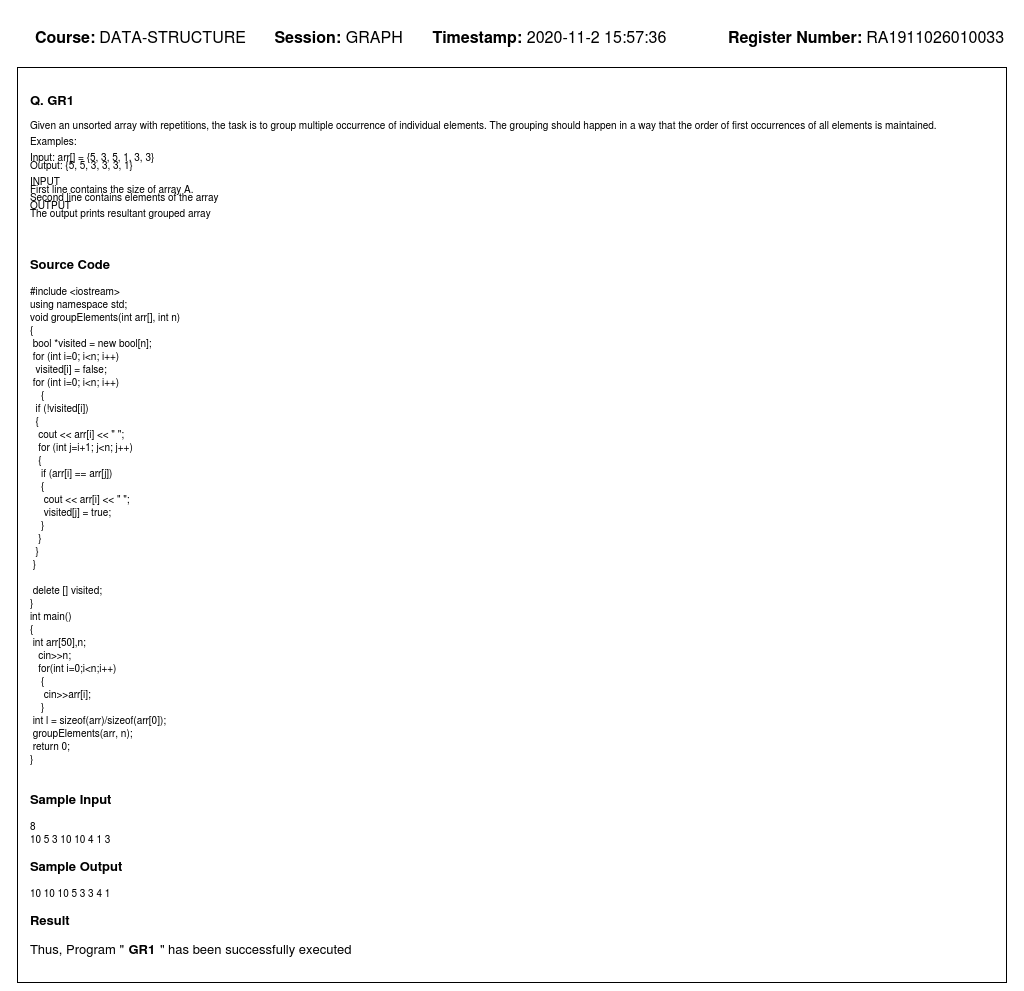 Course: DATA-STRUCTURE Session: GRAPH Timestamp: 2020-11-2 15:57:36 Register Number: RA1911026010033
Q. GR1
Given an unsorted array with repetitions, the task is to group multiple occurrence of individual elements. The grouping should happen in a way that the order of first occurrences of all elements is maintained.
Examples:
Input: arr[] = {5, 3, 5, 1, 3, 3}
Output: {5, 5, 3, 3, 3, 1}
INPUT
First line contains the size of array A.
Second line contains elements of the array
OUTPUT
The output prints resultant grouped array
Source Code
#include <iostream>
using namespace std;
void groupElements(int arr[], int n)
{
bool *visited = new bool[n];
for (int i=0; i<n; i++)
visited[i] = false;
for (int i=0; i<n; i++)
{
if (!visited[i])
{
cout << arr[i] << " ";
for (int j=i+1; j<n; j++)
{
if (arr[i] == arr[j])
{
cout << arr[i] << " ";
visited[j] = true;
}
}
}
}
delete [] visited;
}
int main()
{
int arr[50],n;
cin>>n;
for(int i=0;i<n;i++)
{
cin>>arr[i];
}
int l = sizeof(arr)/sizeof(arr[0]);
groupElements(arr, n);
return 0;
}
Sample Input
8
10 5 3 10 10 4 1 3
Sample Output
10 10 10 5 3 3 4 1
Result
Thus, Program " GR1 " has been successfully executed